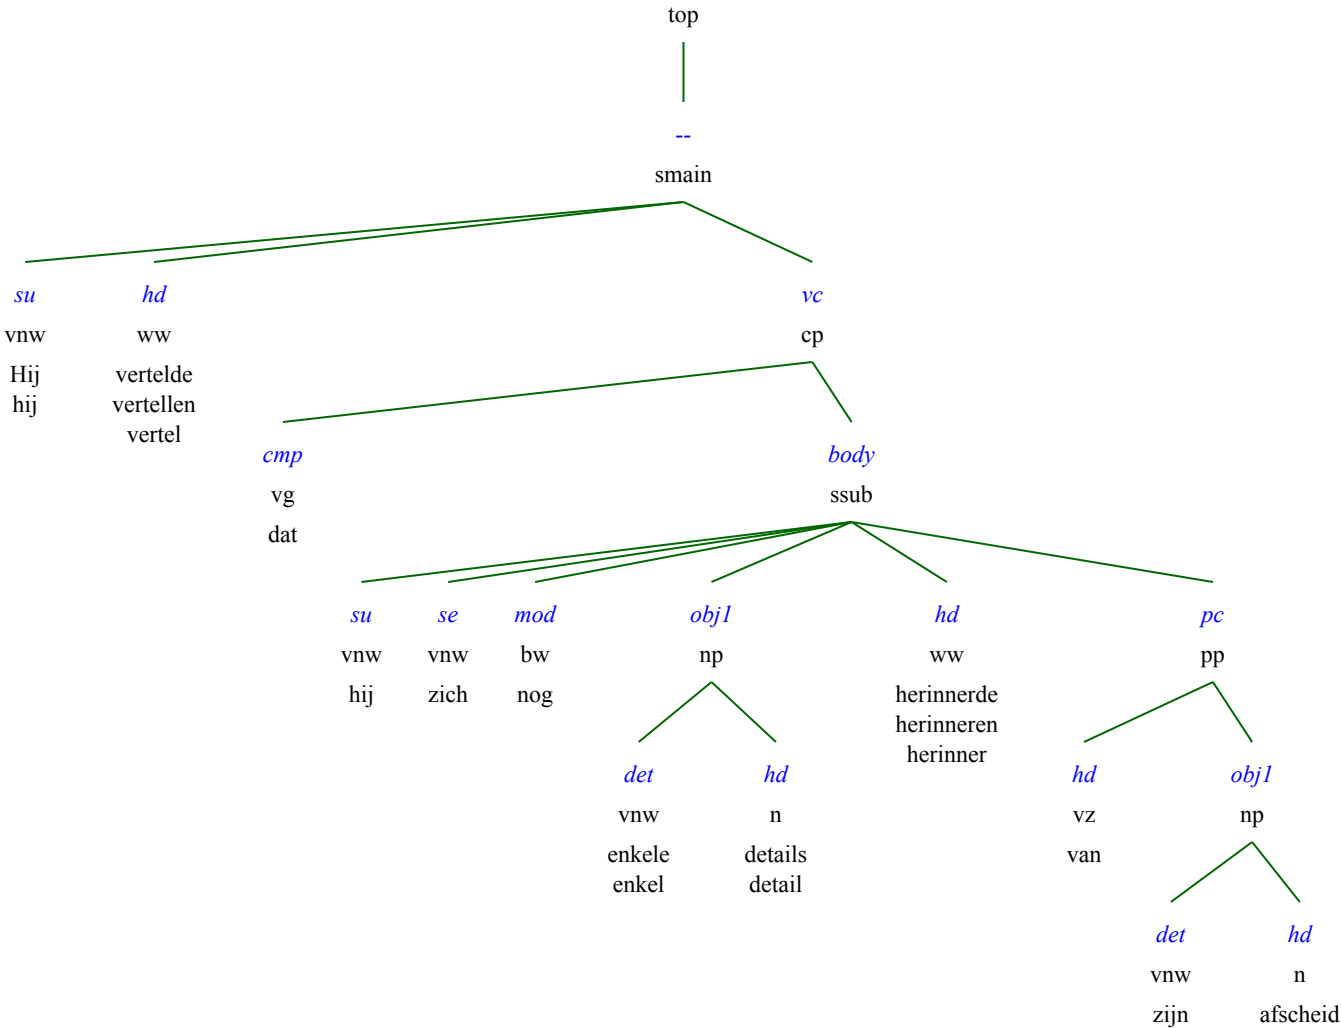 top
--
smain
su hd vc
vnw ww cp
Hij vertelde
hij vertellen
vertel
cmp body
vg ssub
dat
su se mod obj1 hd pc
vnw vnw bw np ww pp
hij zich nog herinnerde
herinneren
herinner
det hd hd obj1
vnw n vz np
enkele details van
enkel detail
det hd
vnw n
zijn afscheid